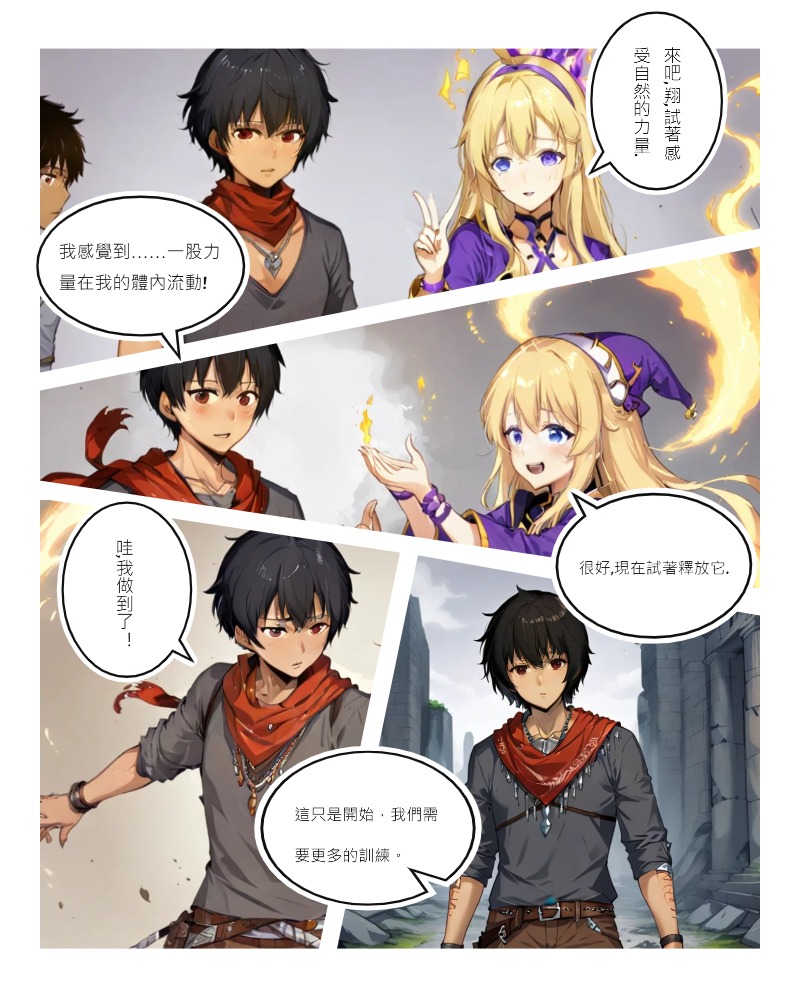 來吧,翔,試著感
受自然的力量.
我感覺到……一股力
量在我的體內流動!
很好,現在試著釋放它.
哇,我做到了！
這只是開始，我們需
要更多的訓練。